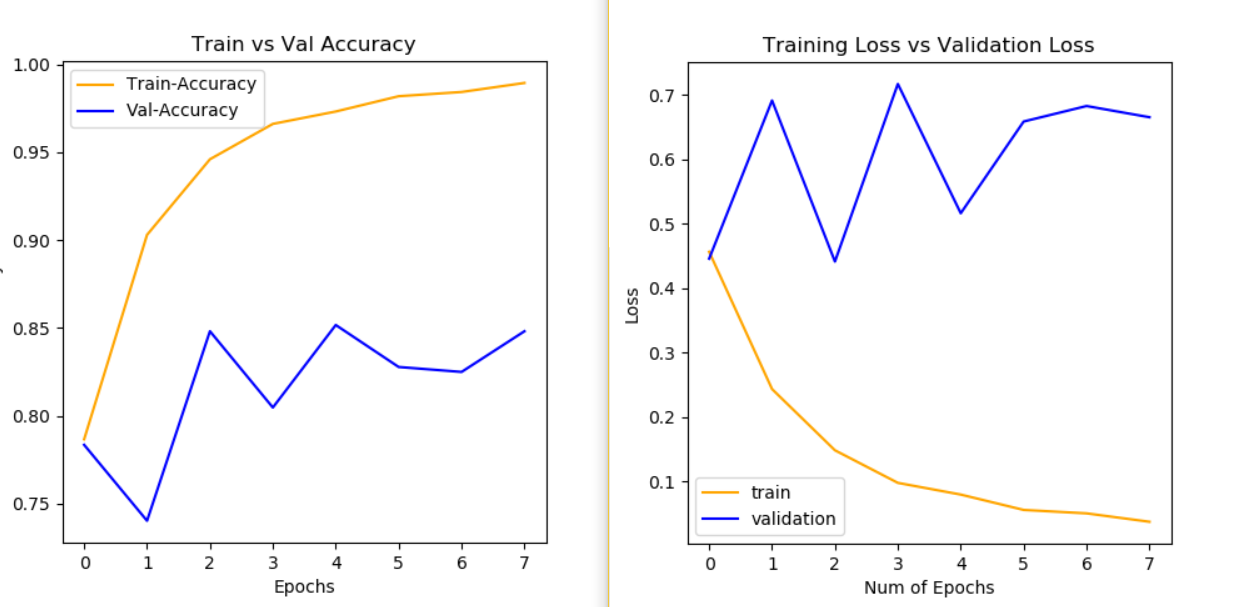 Train vs Val Accuracy
1.00
0.95
0.90
0.85
0.80
0.75
Train-Accuracy
Val-Accuracy
0 1 2 3 4 5 6 7
Epochs
Training Loss vs Validation Loss
Loss
0.7
0.6
0.5
0.4
0.3
0.2
0.1
train
validation
0 1 2 3 4 5 6 7
Num of Epochs